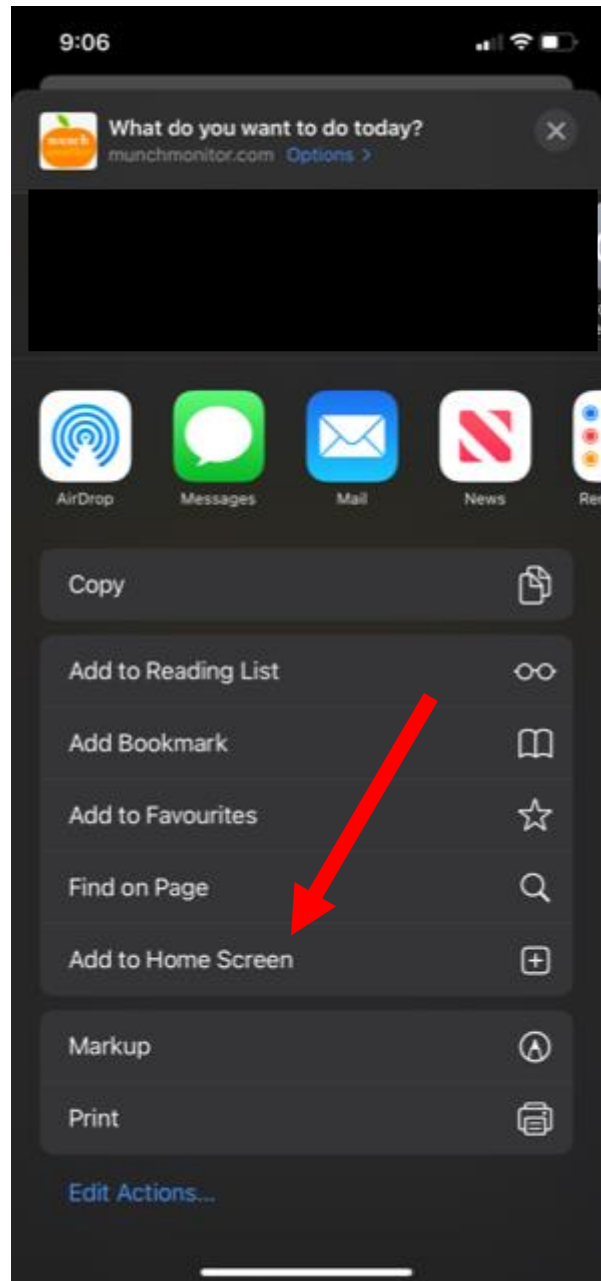 9:06
What do you want to do today?
munchmonitor.com Options >
munch
AirDrop
Messages
Mail
News
Copy
Add to Reading List
Add Bookmark
Add to Favourites
Find on Page
Add to Home Screen
Markup
Print
Edit Actions...